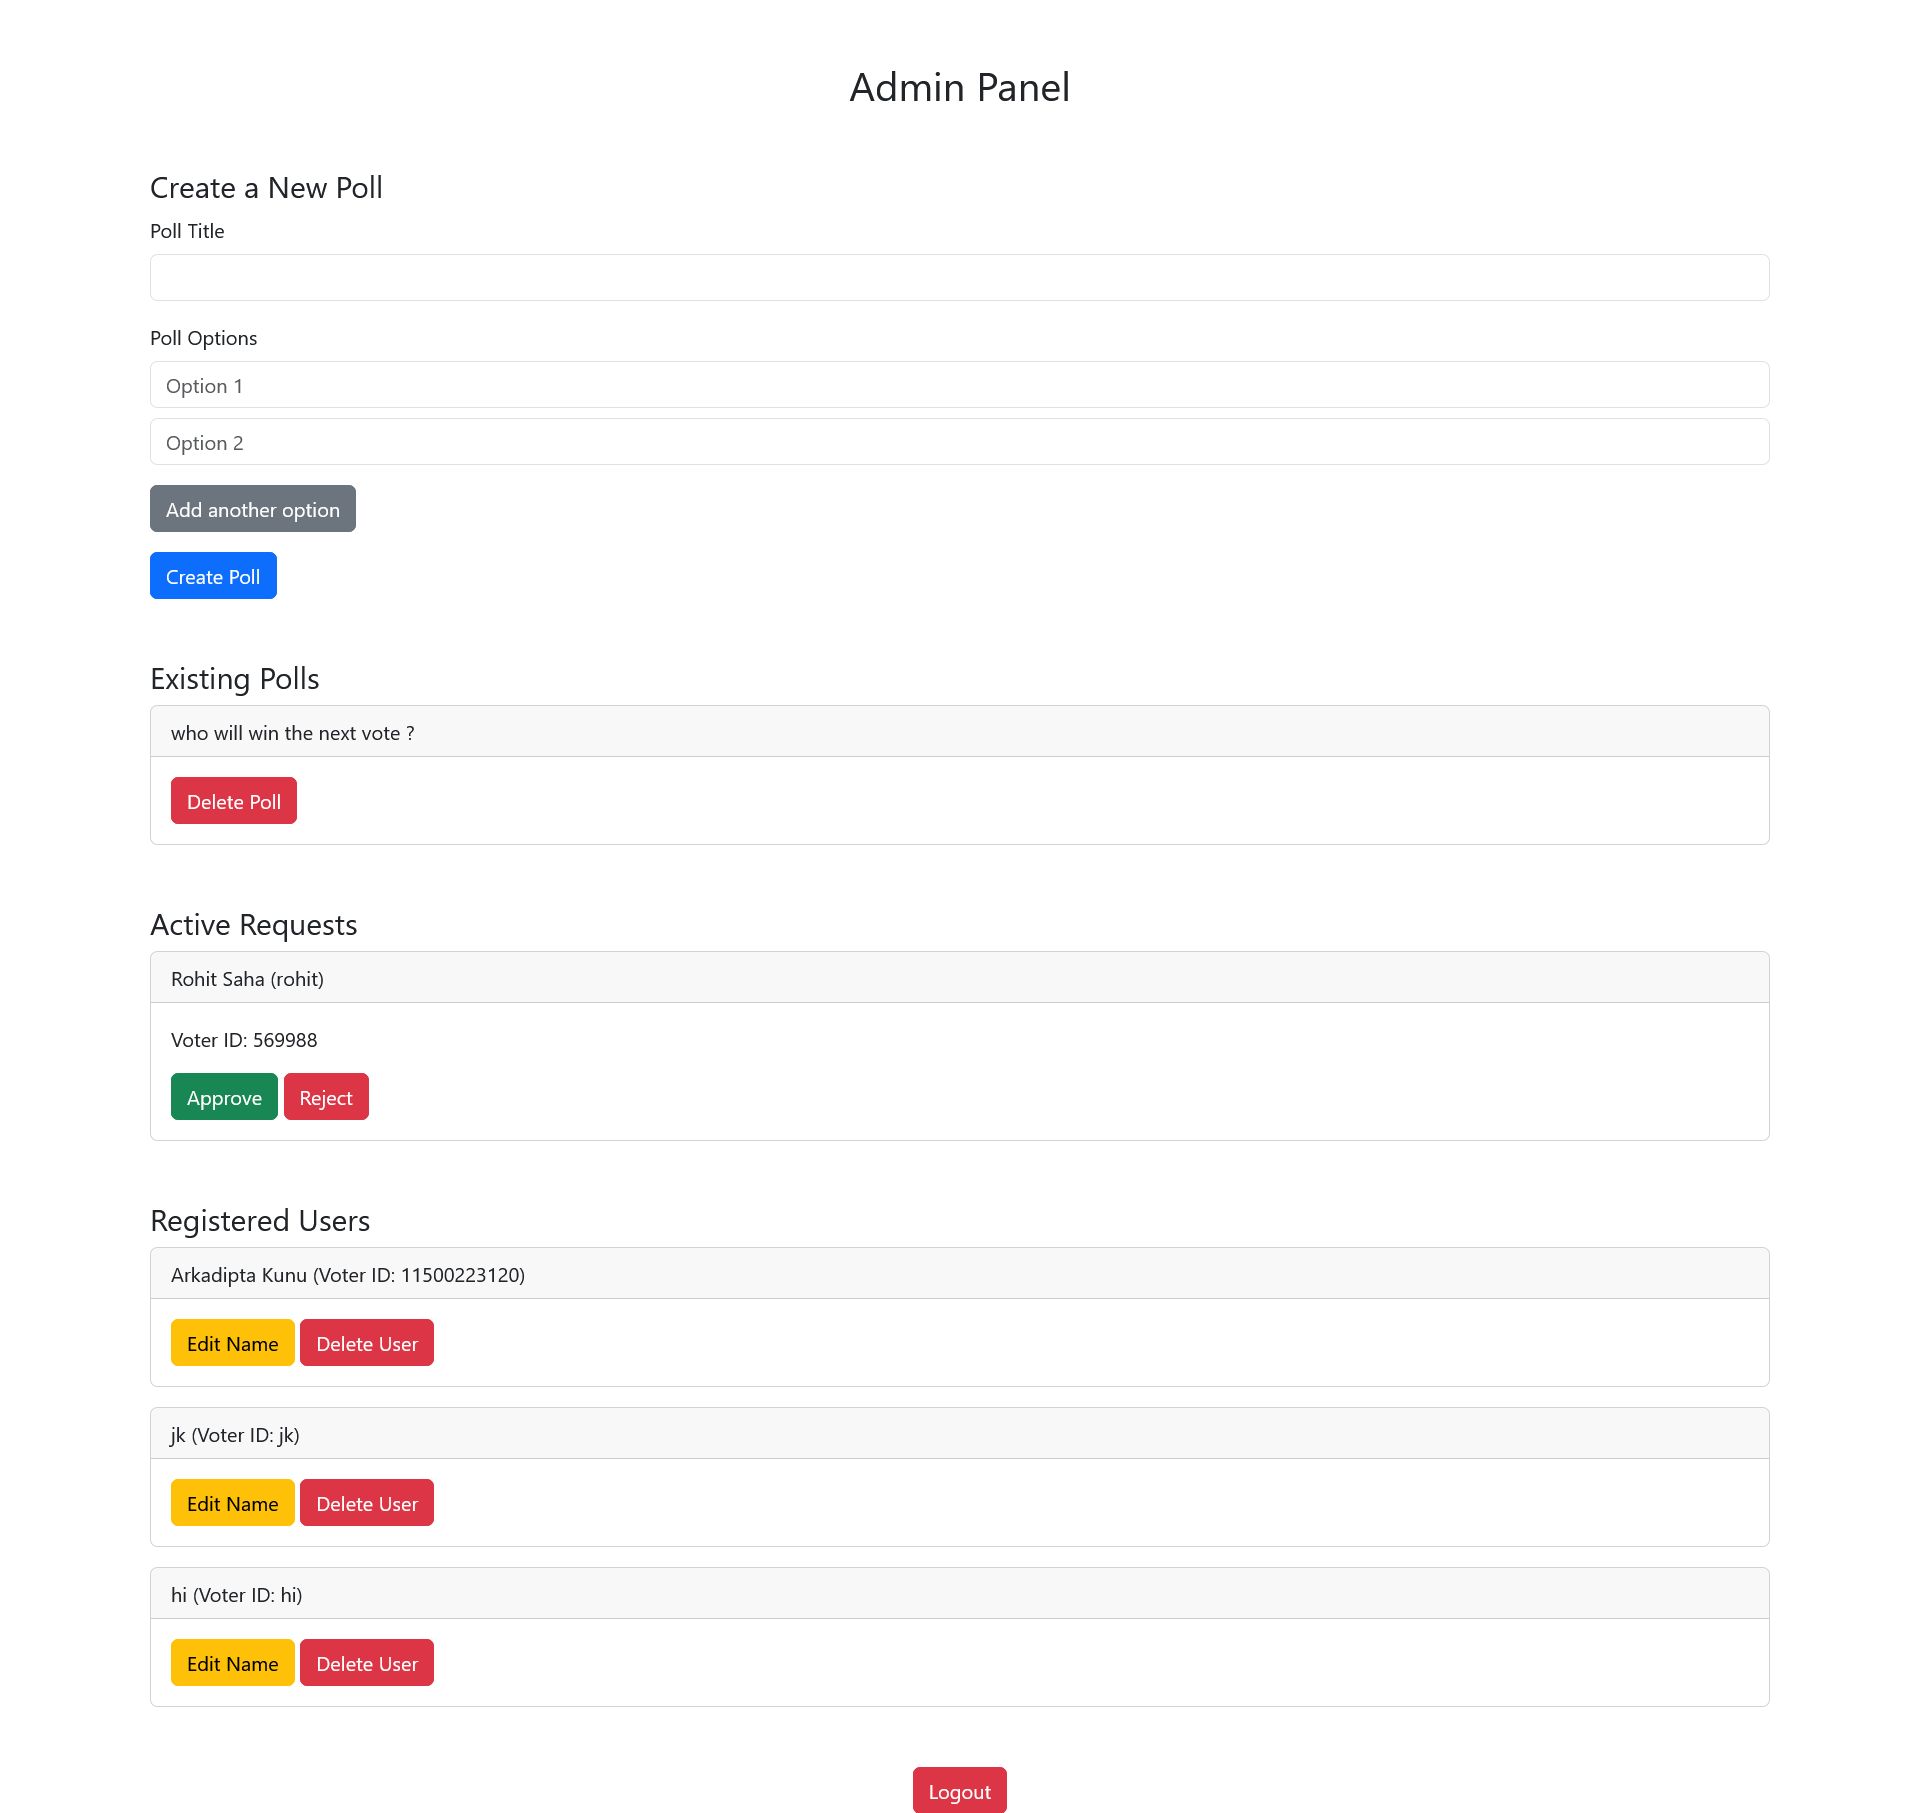 Admin Panel
Create a New Poll
Poll Title
Poll Options
Option 1
Option 2
Add another option
Create Poll
Existing Polls
who will win the next vote ?
Delete Poll
Active Requests
Rohit Saha (rohit)
Voter ID: 569988
Approve Reject
Registered Users
Arkadipta Kunu (Voter ID: 11500223120)
Edit Name Delete User
jk (Voter ID: jk)
Edit Name Delete User
hi (Voter ID: hi)
Edit Name Delete User
Logout